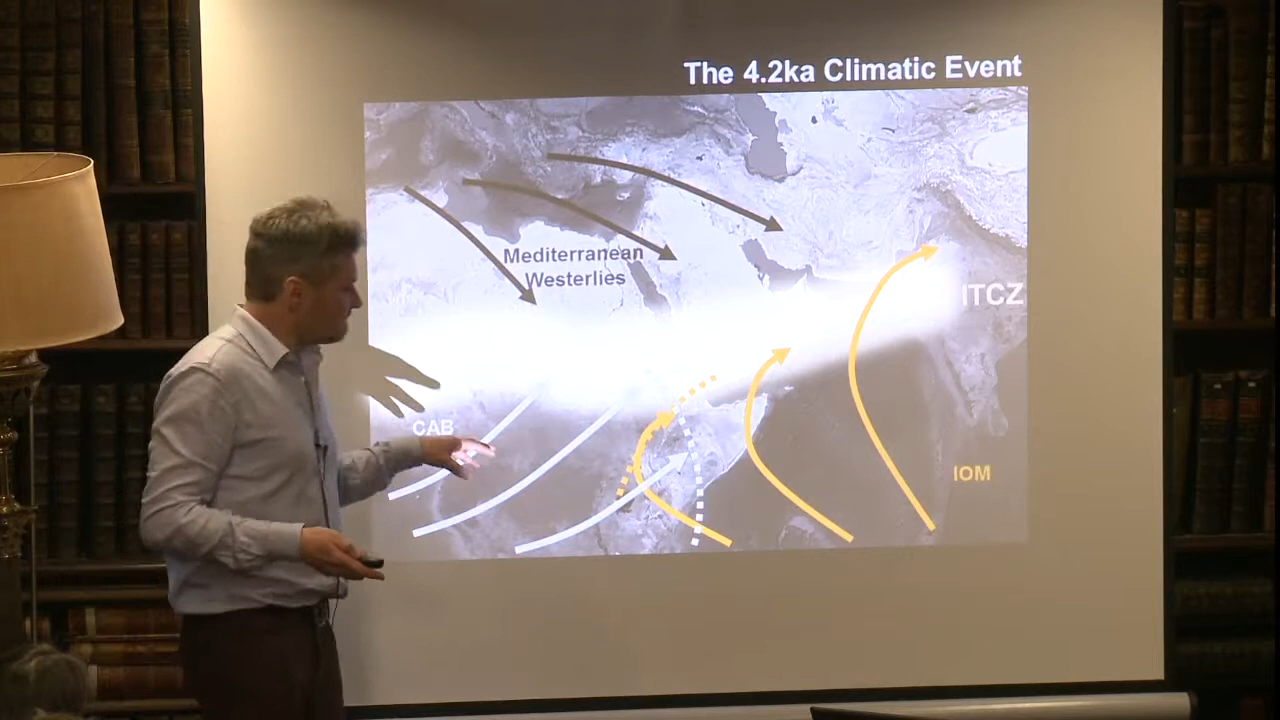 The 4.2ka Climatic Event
Mediterranean
Westerlies
ITCZ
CAB
IOM